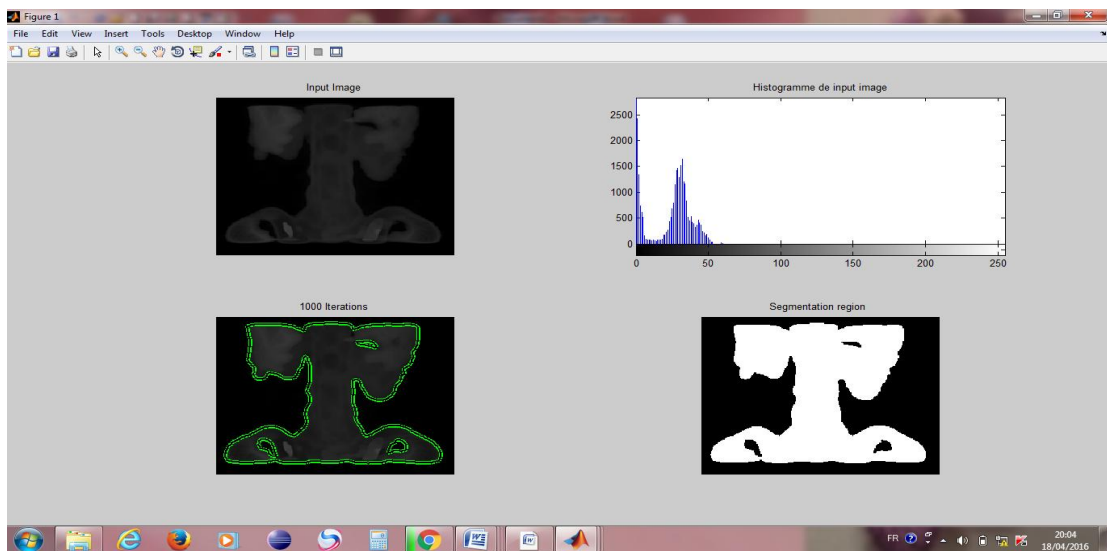 Figure 1
File Edit View Insert Tools Desktop Window Help
Input Image
Histogramme de input image
2500
2000
1500
1000
500
0
0 50 100 150 200 250
1000 Iterations
Segmentation region
FR
20:04
18/04/2016